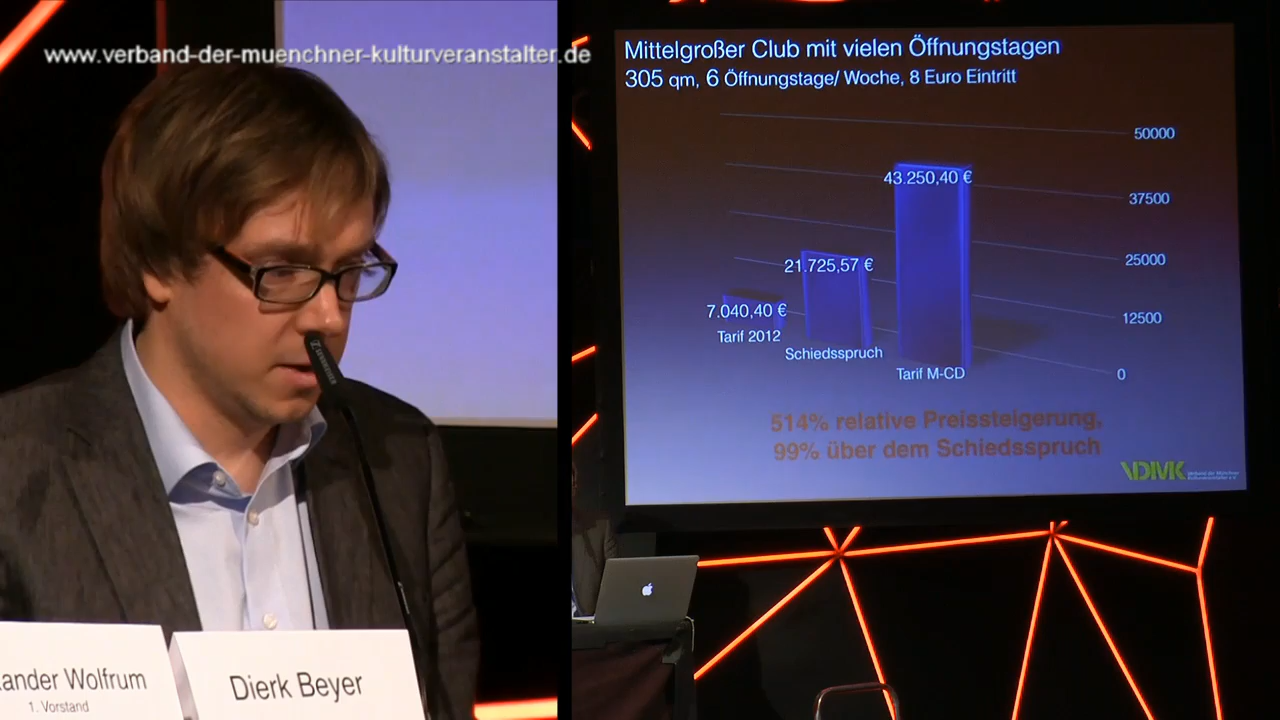 www.verband-der-muenchner-kulturveranstalter.de
Mittelgroßer Club mit vielen Öffnungstagen
305 qm, 6 Öffnungstage/ Woche, 8 Euro Eintritt
50000
37500
25000
12500
0
43.250,40 €
21.725,57 €
7.040,40 €
Tarif 2012
Schiedsspruch
Tarif M-CD
514% relative Preissteigerung,
99% über dem Schiedsspruch
VDMK
xander Wolfrum
1. Vorstand
Dierk Beyer